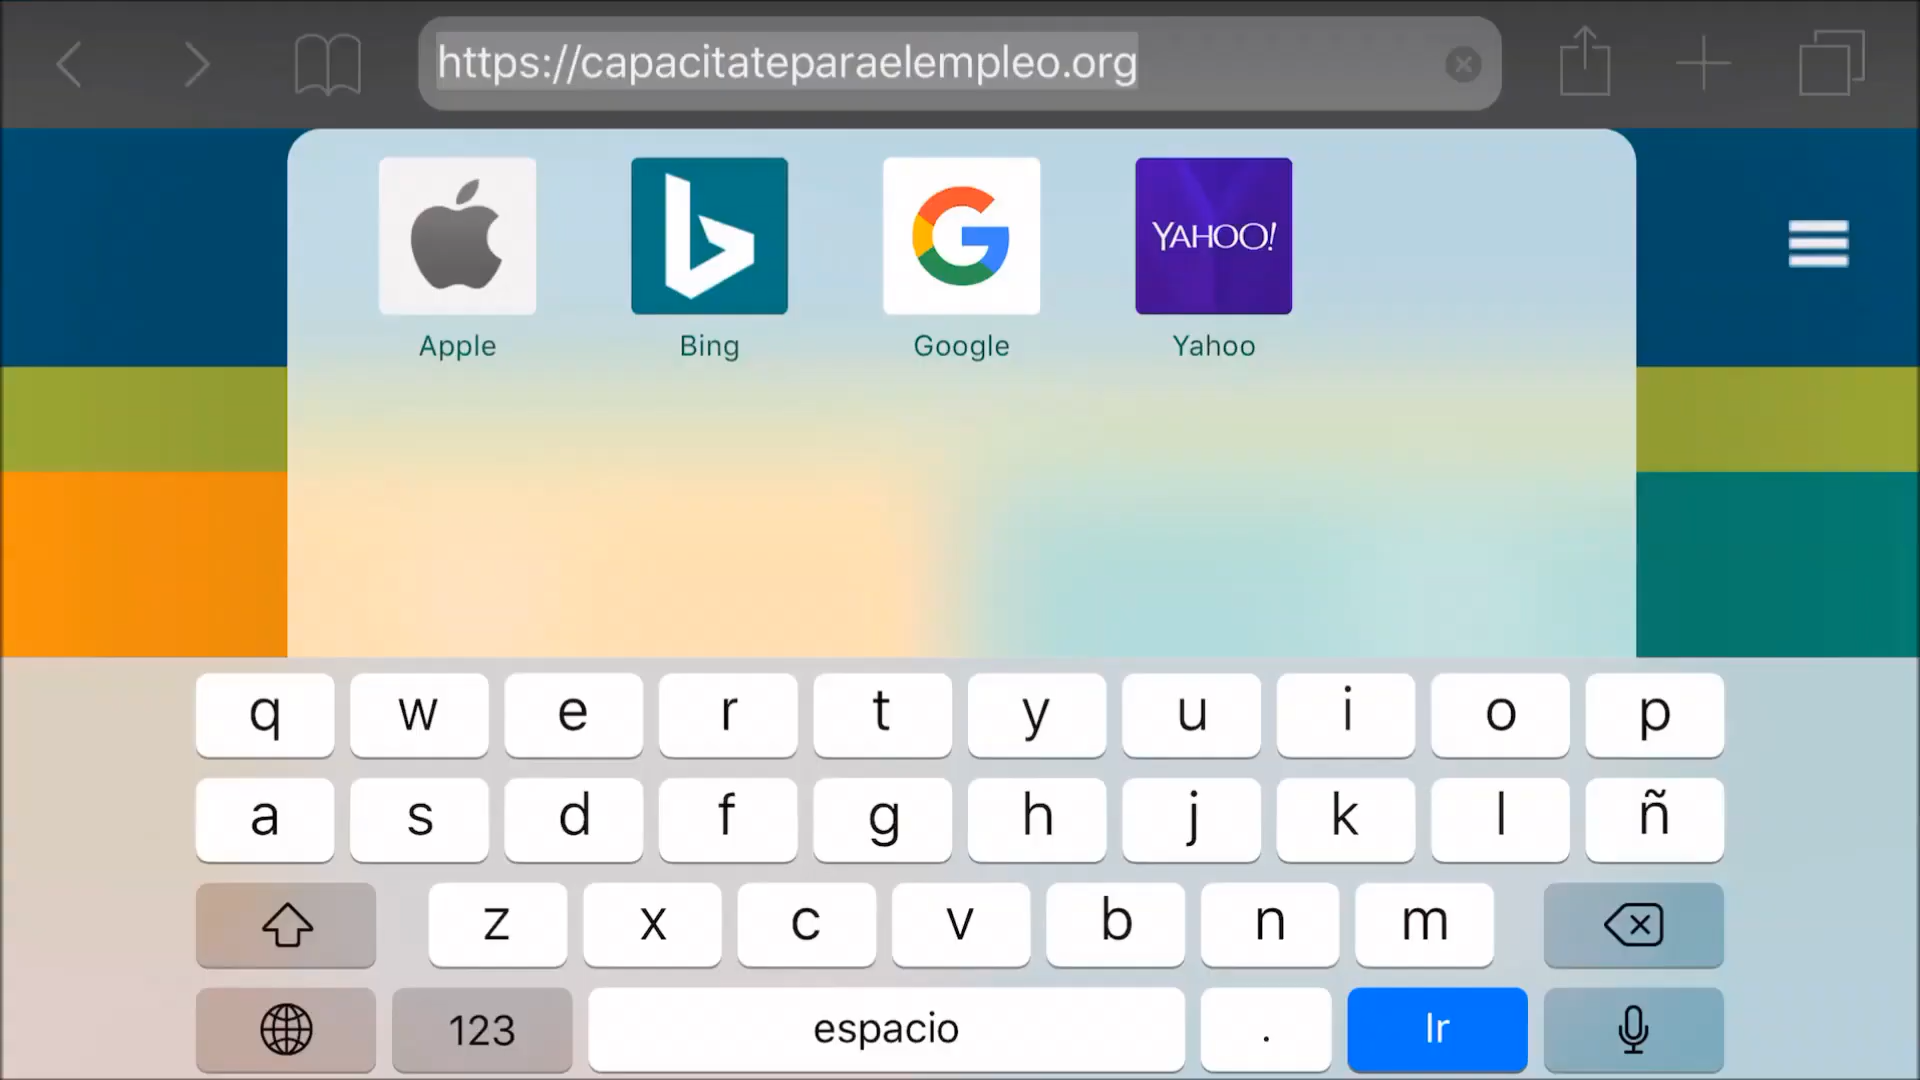 https://capacitateparaelempleo.org
YAHOO!
Apple Bing Google Yahoo
q w e r t y u i o p
a s d f g h j k l ñ
z x c v b n m
123 espacio . Ir